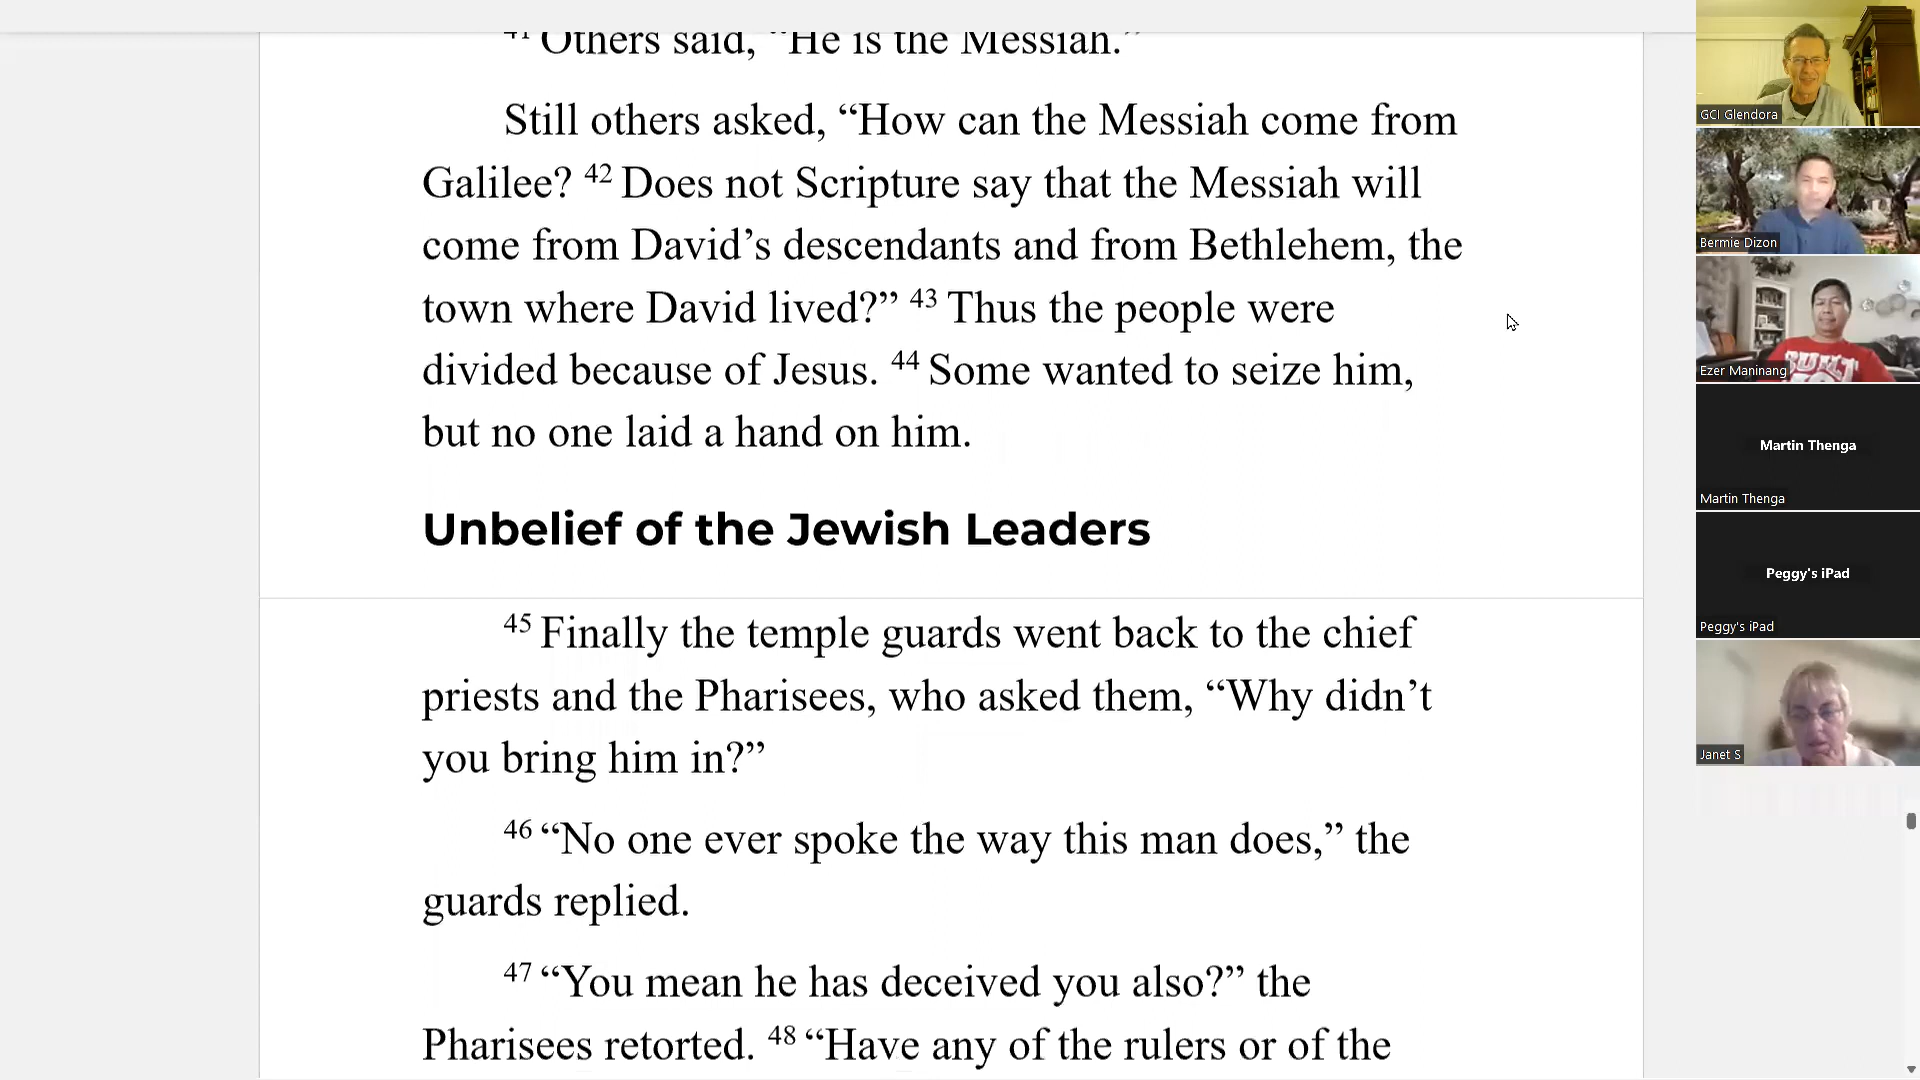 41 Others said, “He is the Messiah.”
Still others asked, “How can the Messiah come from
Galilee? 42 Does not Scripture say that the Messiah will
come from David’s descendants and from Bethlehem, the
town where David lived?” 43 Thus the people were
divided because of Jesus. 44 Some wanted to seize him,
but no one laid a hand on him.
Unbelief of the Jewish Leaders
45 Finally the temple guards went back to the chief
priests and the Pharisees, who asked them, “Why didn’t
you bring him in?”
46 “No one ever spoke the way this man does,” the
guards replied.
47 “You mean he has deceived you also?” the
Pharisees retorted. 48 “Have any of the rulers or of the
GCI Glendora
Bermie Dizon
Ezer Maninang
Martin Thenga
Martin Thenga
Peggy's iPad
Peggy's iPad
Janet S